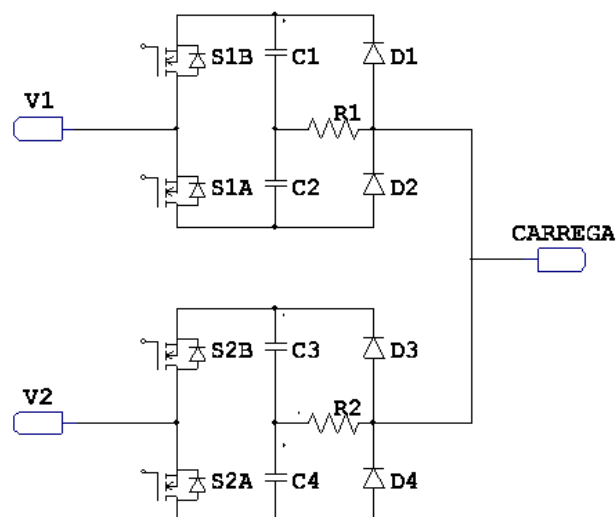 S1B C1 D1
V1
R1
S1A C2 D2
CARREGA
S2B C3 D3
V2
R2
S2A C4 D4